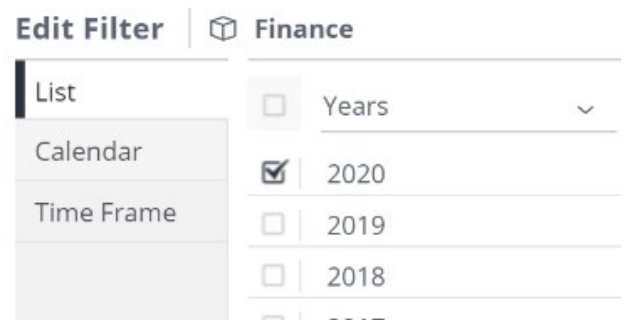 Edit Filter Finance
List
Calendar
Time Frame
Years
2020
2019
2018